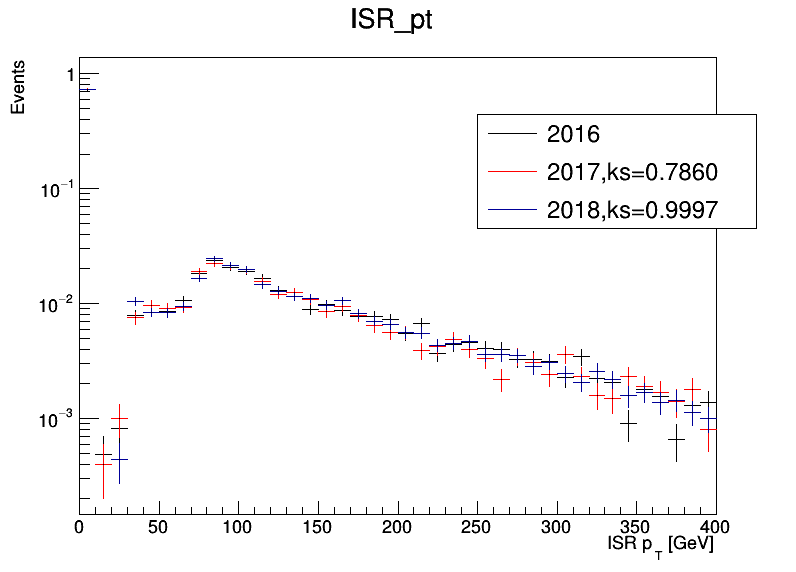 ISR_pt
Events
1
10⁻¹
10⁻²
10⁻³
2016
2017,ks=0.7860
2018,ks=0.9997
0 50 100 150 200 250 300 350 400
ISR p_T [GeV]